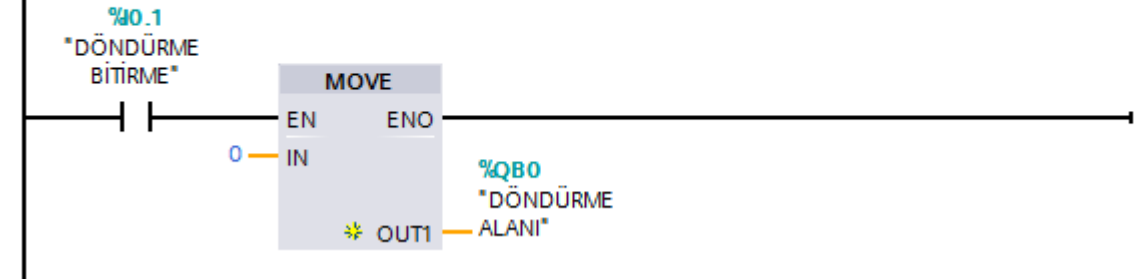 %I0.1
"DÖNDÜRME
BİTİRME"
MOVE
EN ENO
0 IN
%QB0
"DÖNDÜRME
ALANI"
OUT1